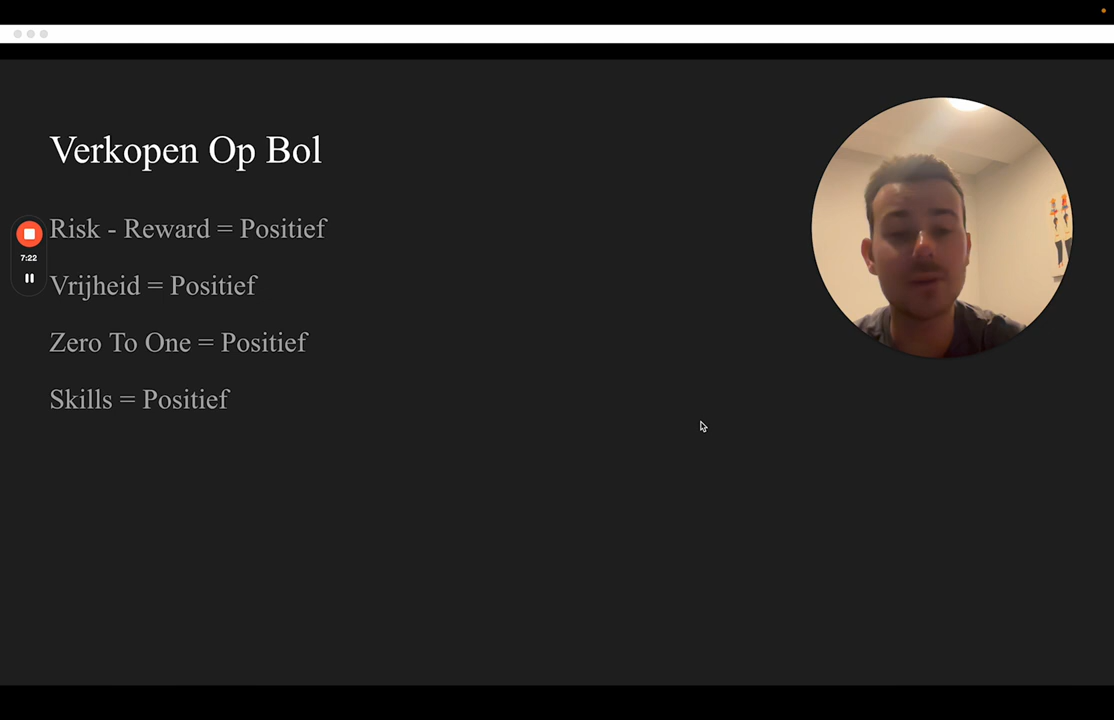 Verkopen Op Bol
Risk - Reward = Positief
7:22
Vrijheid = Positief
Zero To One = Positief
Skills = Positief